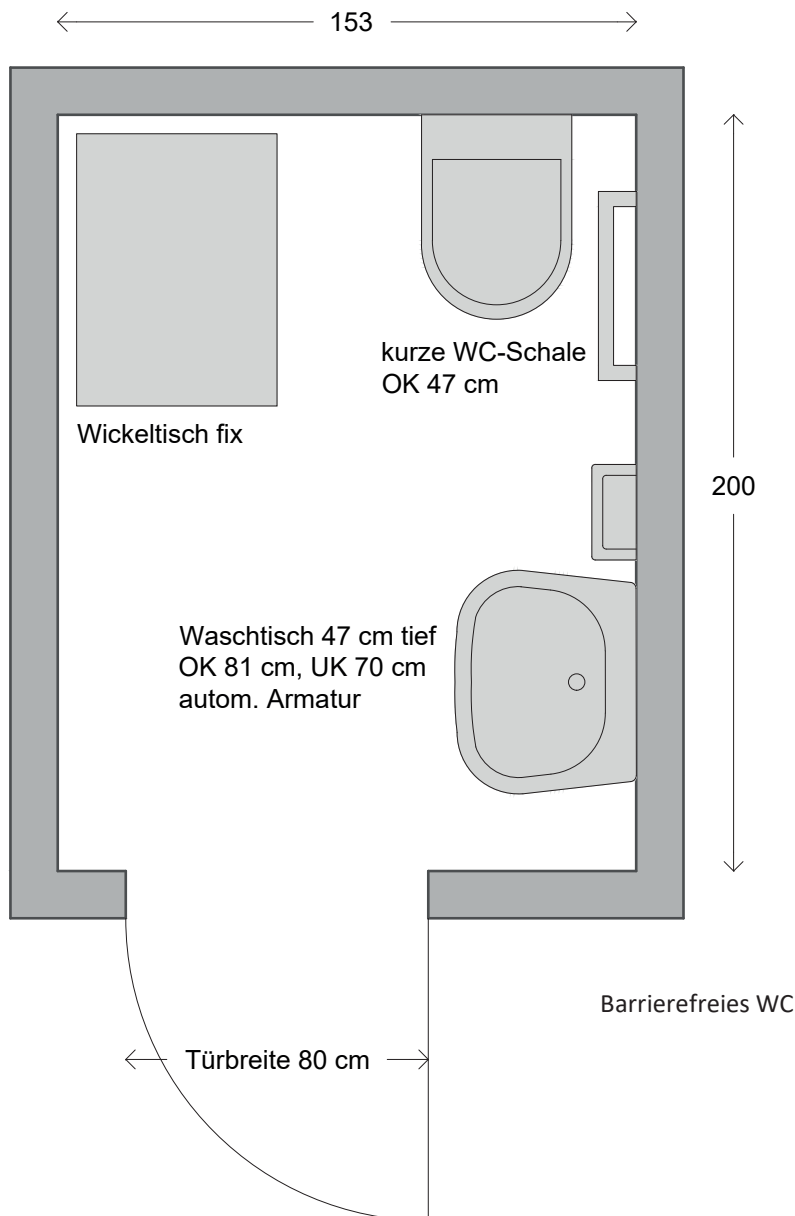 153
kurze WC-Schale
OK 47 cm
Wickeltisch fix
200
Waschtisch 47 cm tief
OK 81 cm, UK 70 cm
autom. Armatur
Barrierefreies WC
Türbreite 80 cm